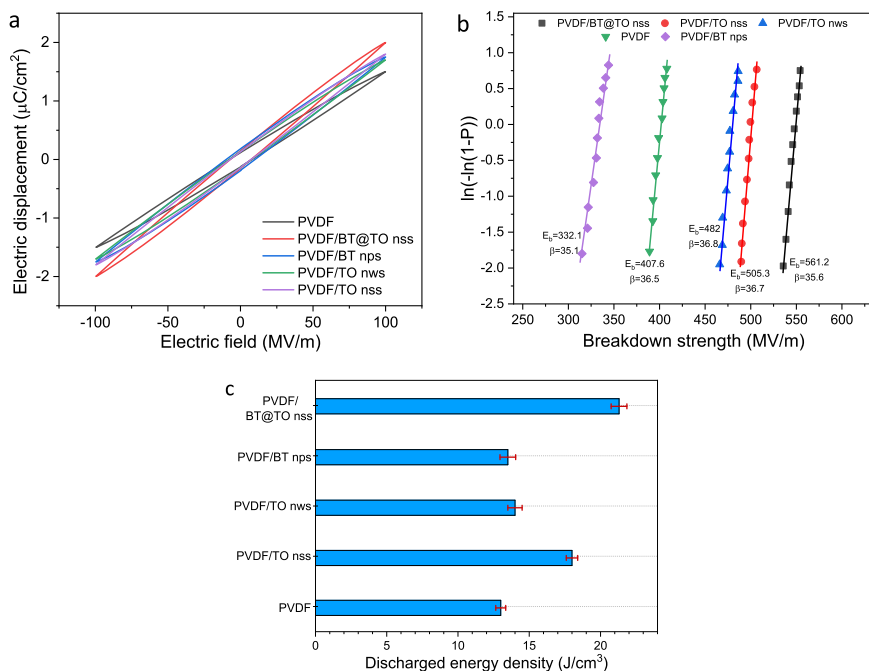 a
Electric displacement (μC/cm²)
2
1
0
-1
-2
-100
-50
0
50
100
Electric field (MV/m)
PVDF
PVDF/BT@TO nss
PVDF/BT nps
PVDF/TO nws
PVDF/TO nss
b
PVDF/BT@TO nss PVDF/TO nss PVDF/TO nws
PVDF PVDF/BT nps
ln(-ln(1-P))
1.5
1.0
0.5
0.0
-0.5
-1.0
-1.5
-2.0
-2.5
E_b=332.1
β=35.1
E_b=407.6
β=36.5
E_b=482
β=36.8
E_b=505.3
β=36.7
E_b=561.2
β=35.6
250 300 350 400 450 500 550 600
Breakdown strength (MV/m)
c
PVDF/
BT@TO nss
PVDF/BT nps
PVDF/TO nws
PVDF/TO nss
PVDF
0 5 10 15 20
Discharged energy density (J/cm³)